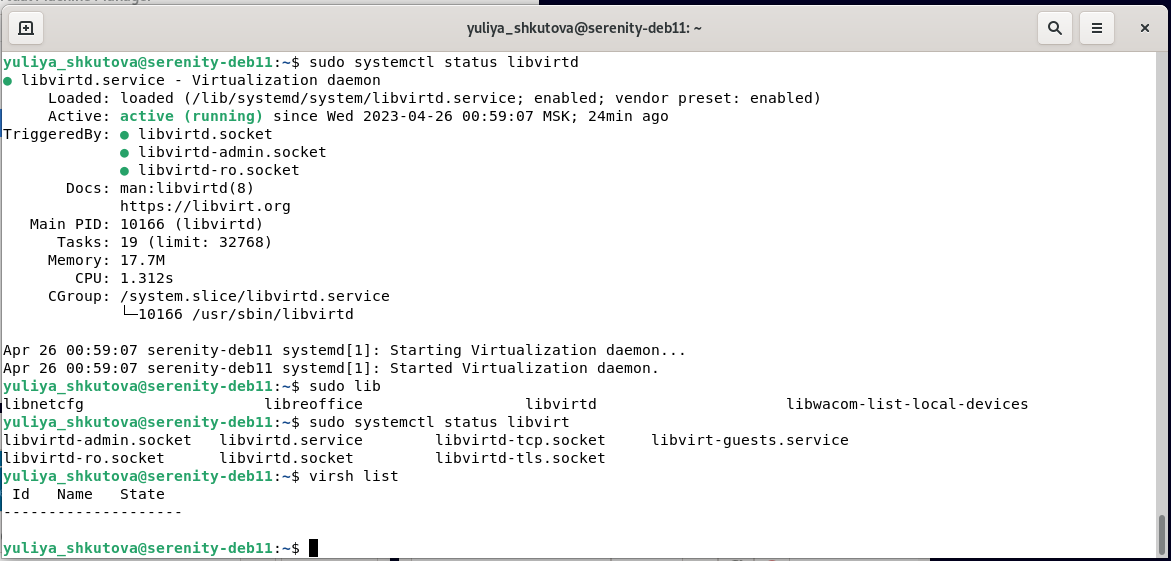 yuliya_shkutova@serenity-deb11: ~
yuliya_shkutova@serenity-deb11:~$ sudo systemctl status libvirtd
● libvirtd.service - Virtualization daemon
     Loaded: loaded (/lib/systemd/system/libvirtd.service; enabled; vendor preset: enabled)
     Active: active (running) since Wed 2023-04-26 00:59:07 MSK; 24min ago
TriggeredBy: ● libvirtd.socket
             ● libvirtd-admin.socket
             ● libvirtd-ro.socket
       Docs: man:libvirtd(8)
             https://libvirt.org
   Main PID: 10166 (libvirtd)
      Tasks: 19 (limit: 32768)
     Memory: 17.7M
        CPU: 1.312s
     CGroup: /system.slice/libvirtd.service
             └─10166 /usr/sbin/libvirtd
Apr 26 00:59:07 serenity-deb11 systemd[1]: Starting Virtualization daemon...
Apr 26 00:59:07 serenity-deb11 systemd[1]: Started Virtualization daemon.
yuliya_shkutova@serenity-deb11:~$ sudo lib
libnetcfg                    libreoffice                  libvirtd                     libwacom-list-local-devices
yuliya_shkutova@serenity-deb11:~$ sudo systemctl status libvirt
libvirtd-admin.socket   libvirtd.service        libvirtd-tcp.socket     libvirt-guests.service
libvirtd-ro.socket      libvirtd.socket         libvirtd-tls.socket
yuliya_shkutova@serenity-deb11:~$ virsh list
 Id   Name   State
--------------------
yuliya_shkutova@serenity-deb11:~$